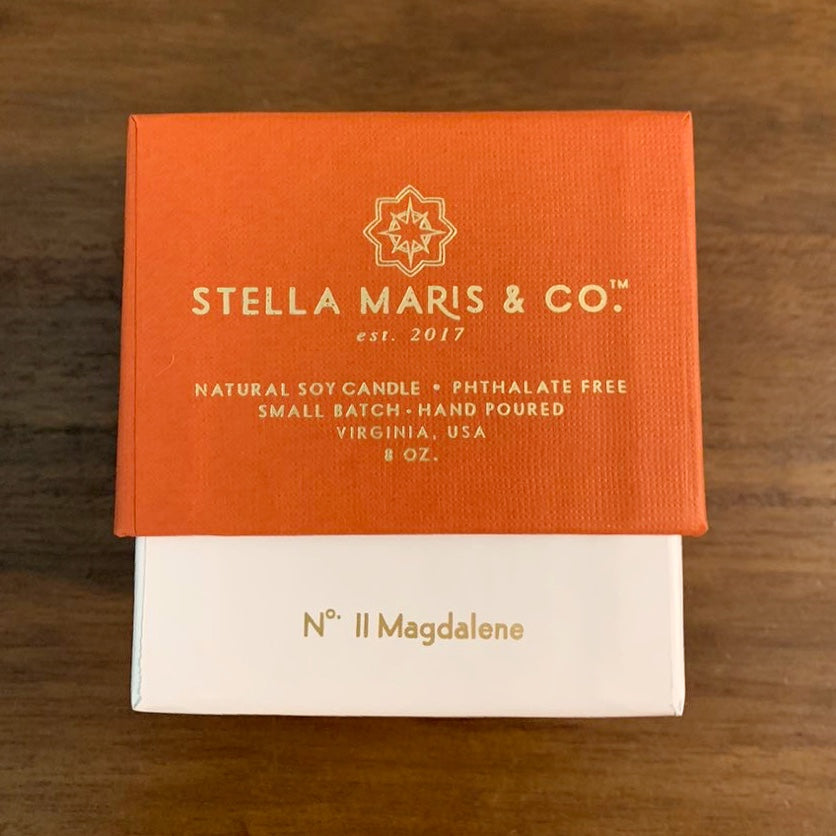 STELLA MARIS & CO.™
est. 2017
NATURAL SOY CANDLE • PHTHALATE FREE
SMALL BATCH • HAND POURED
VIRGINIA, USA
8 OZ.
Nº. II Magdalene